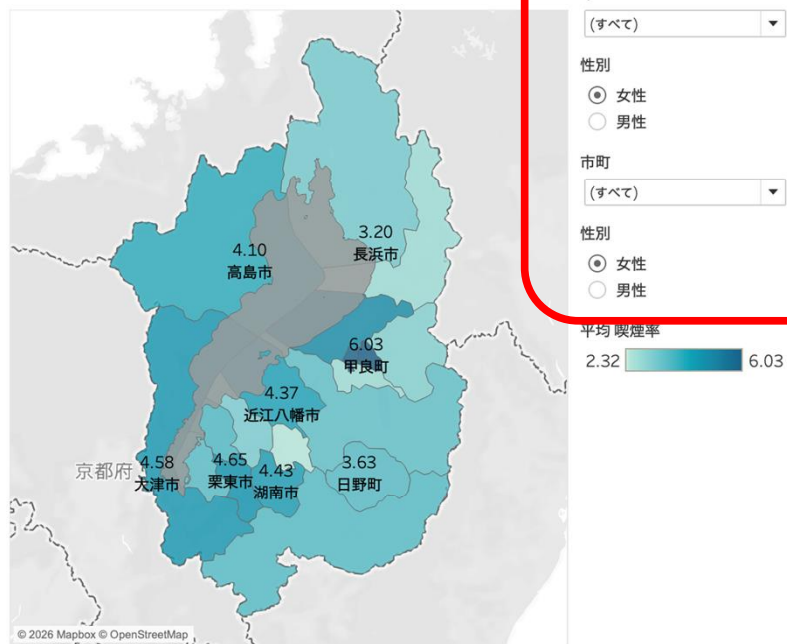 (すべて)
性別
女性
男性
市町
(すべて)
性別
女性
男性
平均 喫煙率
2.32
6.03
3.20
長浜市
4.10
高島市
6.03
甲良町
4.37
近江八幡市
京都府
4.58
大津市
4.65
栗東市
4.43
湖南市
3.63
日野町
© 2026 Mapbox © OpenStreetMap